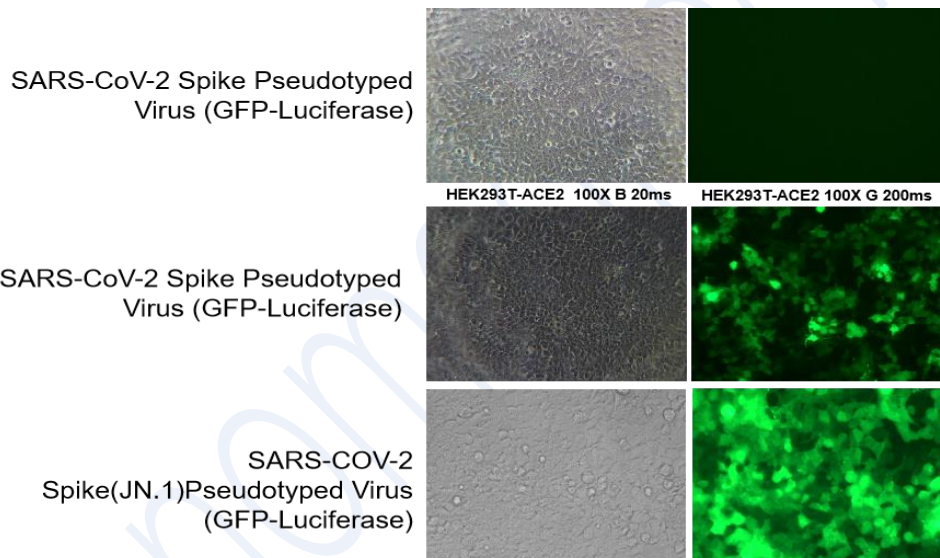 SARS-CoV-2 Spike Pseudotyped
Virus (GFP-Luciferase)
HEK293T-ACE2 100X B 20ms
HEK293T-ACE2 100X G 200ms
SARS-CoV-2 Spike Pseudotyped
Virus (GFP-Luciferase)
SARS-COV-2
Spike(JN.1)Pseudotyped Virus
(GFP-Luciferase)